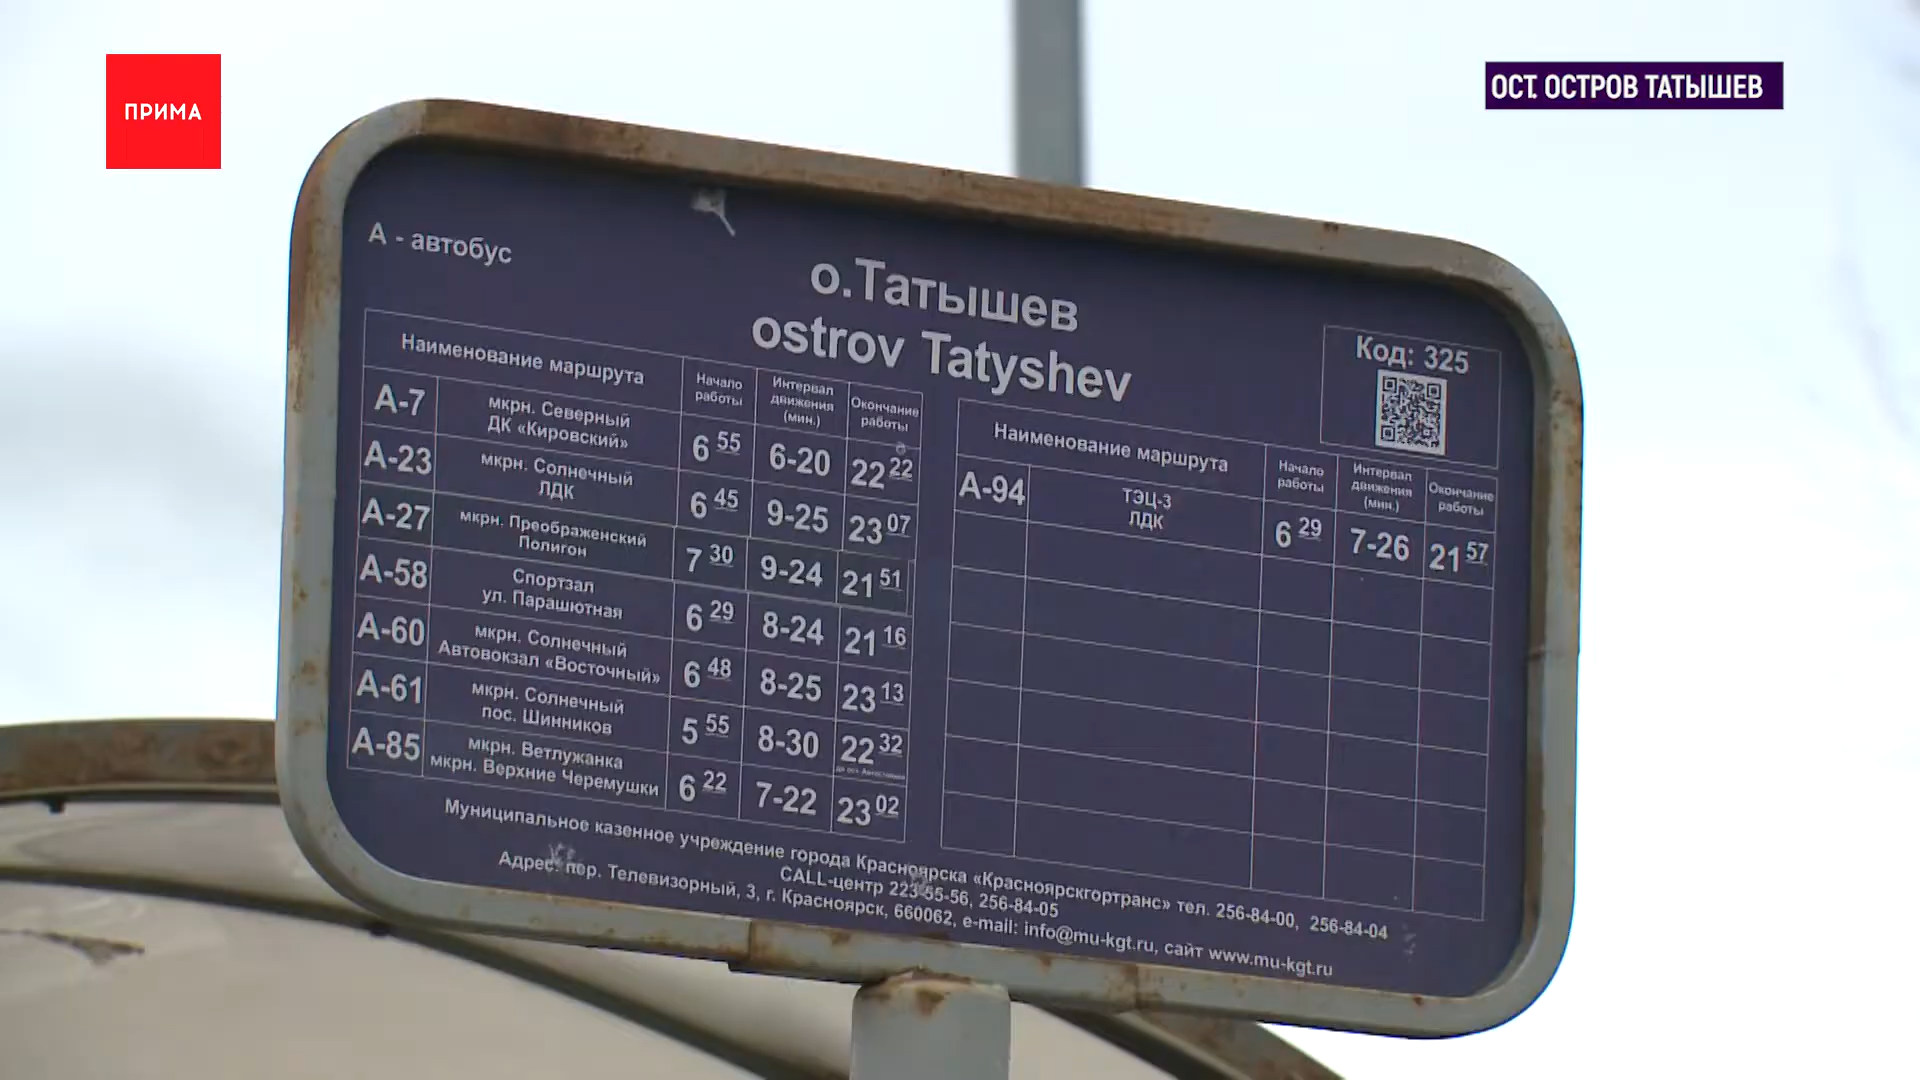 ПРИМА
ОСТ. ОСТРОВ ТАТЫШЕВ
А - автобус
о.Татышев
ostrov Tatyshev
Код: 325
Наименование маршрута
Начало работы
Интервал движения (мин.)
Окончание работы
А-7 мкрн. Северный ДК «Кировский» 6 55 6-20 22 22
А-23 мкрн. Солнечный ЛДК 6 45 9-25 23 07
А-27 мкрн. Преображенский Полигон 7 30 9-24 21 51
А-58 Спортзал ул. Парашютная 6 29 8-24 21 16
А-60 мкрн. Солнечный Автовокзал «Восточный» 6 48 8-25 23 13
А-61 мкрн. Солнечный пос. Шинников 5 55 8-30 22 32
А-85 мкрн. Ветлужанка мкрн. Верхние Черемушки 6 22 7-22 23 02
Наименование маршрута
Начало работы
Интервал движения (мин.)
Окончание работы
А-94 ТЭЦ-3 ЛДК 6 29 7-26 21 57
Муниципальное казенное учреждение города Красноярска «Красноярскгортранс» тел. 256-84-00, 256-84-04
CALL-центр 223-55-56, 256-84-05
Адрес: пер. Телевизорный, 3, г. Красноярск, 660062, e-mail: info@mu-kgt.ru, сайт www.mu-kgt.ru